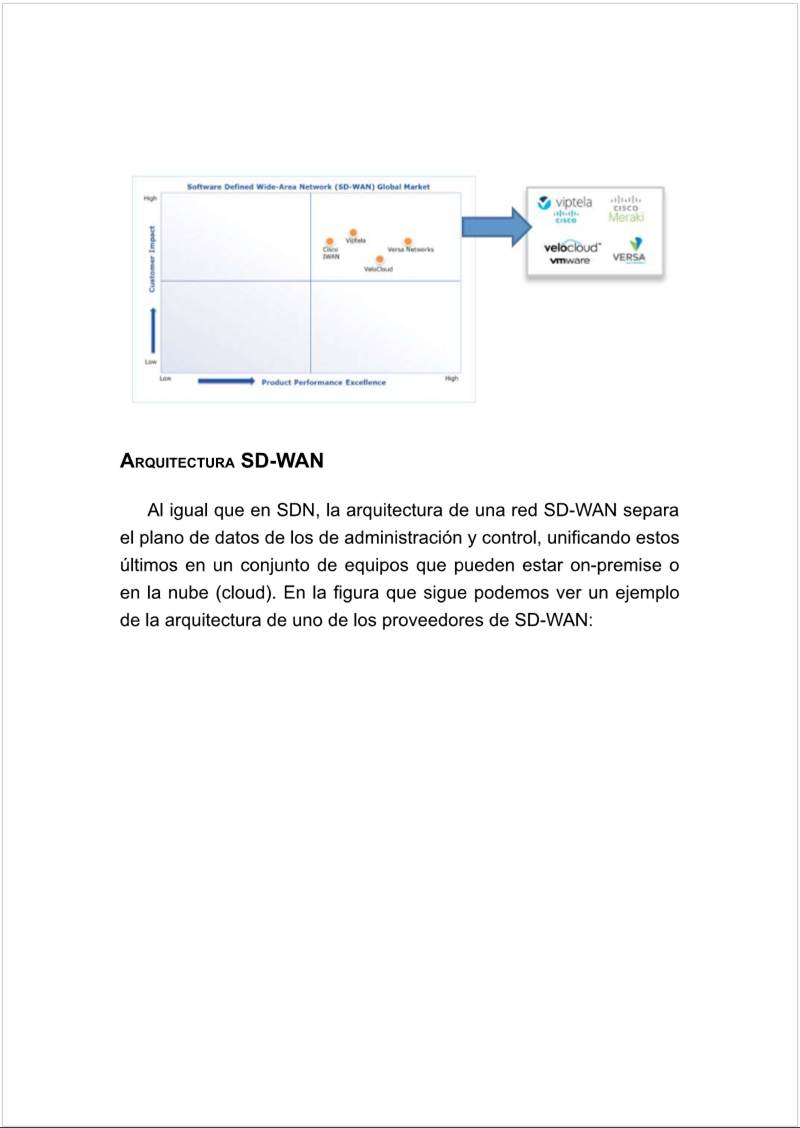 Software Defined Wide-Area Network (SD-WAN) Global Market
High
Customer Impact
Low
Cisco
IWAN
Viptela
Versa Networks
VeloCloud
Low
Product Performance Excellence
High
viptela
cisco
CISCO
Meraki
velocloud
vmware
VERSA
ARQUITECTURA SD-WAN
Al igual que en SDN, la arquitectura de una red SD-WAN separa
el plano de datos de los de administración y control, unificando estos
últimos en un conjunto de equipos que pueden estar on-premise o
en la nube (cloud). En la figura que sigue podemos ver un ejemplo
de la arquitectura de uno de los proveedores de SD-WAN: